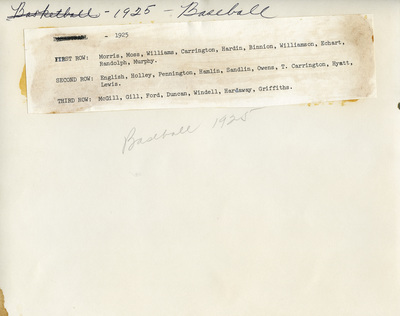 Basketball - 1925 - Baseball
- 1925
FIRST ROW: Morris, Moss, Williams, Carrington, Hardin, Binnion, Williamson, Echart,
Randolph, Murphy.
SECOND ROW: English, Holley, Pennington, Hamlin, Sandlin, Owens, T. Carrington, Hyatt,
Lewis.
THIRD ROW: McGill, Gill, Ford, Duncan, Windell, Hardaway, Griffiths.
Baseball 1925